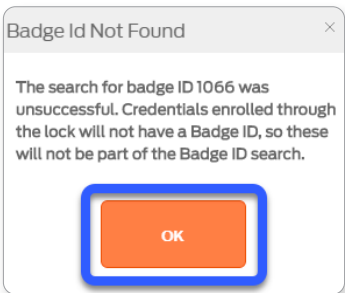 Badge Id Not Found
The search for badge ID 1066 was
unsuccessful. Credentials enrolled through
the lock will not have a Badge ID, so these
will not be part of the Badge ID search.
OK